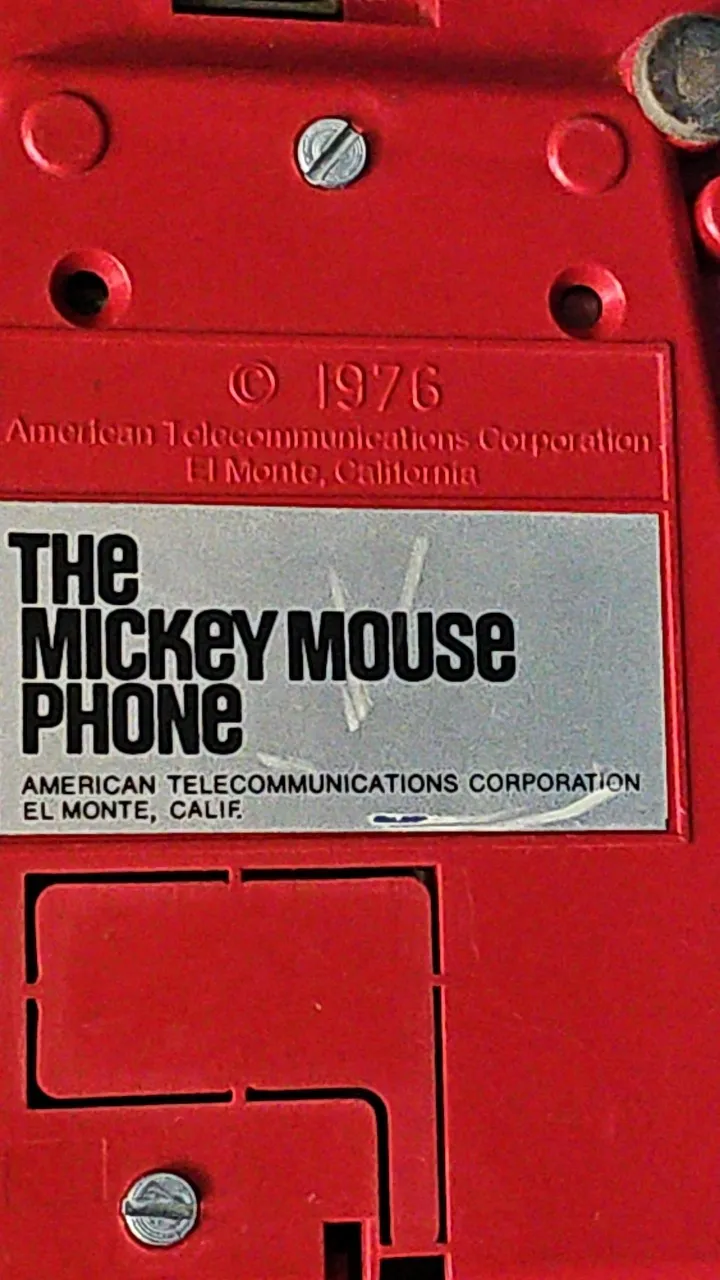 © 1976
American Telecommunications Corporation
El Monte, California
THE
MICKEY MOUSE
PHONE
AMERICAN TELECOMMUNICATIONS CORPORATION
EL MONTE, CALIF.